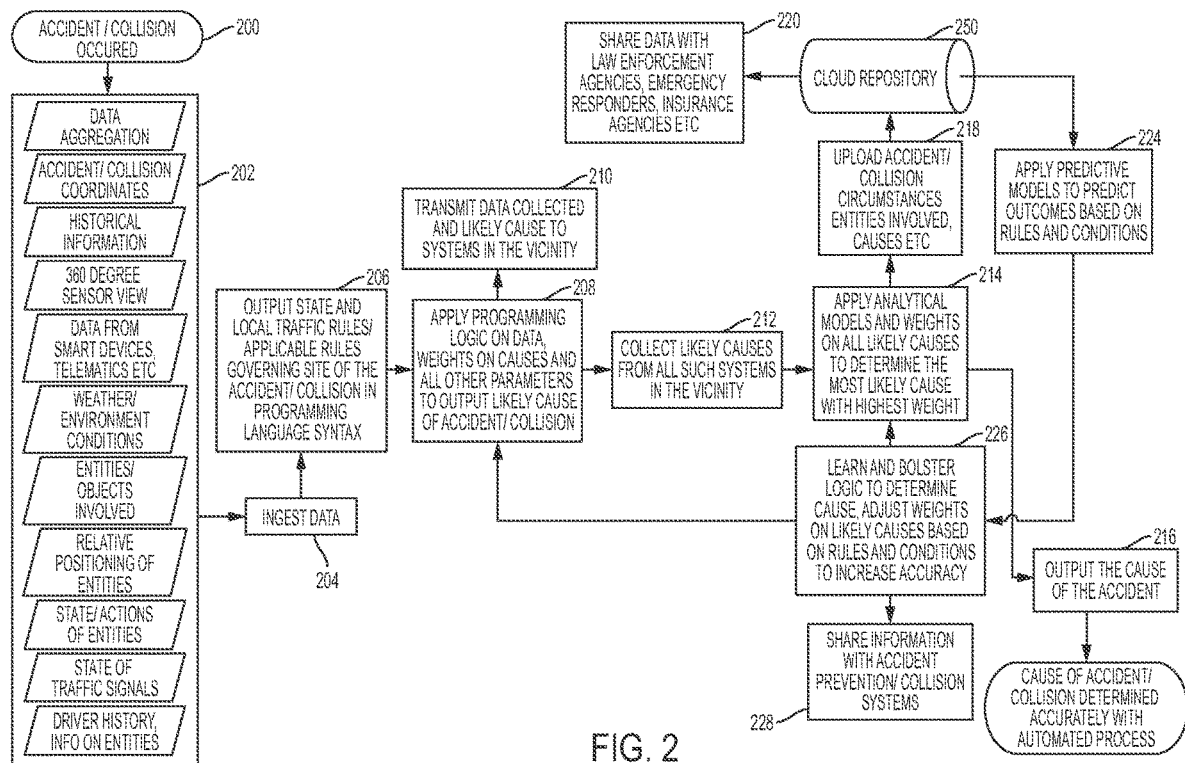 ACCIDENT / COLLISION
OCCURED
200
DATA
AGGREGATION
ACCIDENT/ COLLISION
COORDINATES
HISTORICAL
INFORMATION
360 DEGREE
SENSOR VIEW
DATA FROM
SMART DEVICES,
TELEMATICS ETC
WEATHER/
ENVIRONMENT
CONDITIONS
ENTITIES/
OBJECTS
INVOLVED
RELATIVE
POSITIONING OF
ENTITIES
STATE/ ACTIONS
OF ENTITIES
STATE OF
TRAFFIC SIGNALS
DRIVER HISTORY,
INFO ON ENTITIES
202
INGEST DATA
204
206
OUTPUT STATE AND
LOCAL TRAFFIC RULES/
APPLICABLE RULES
GOVERNING SITE OF THE
ACCIDENT/ COLLISION IN
PROGRAMMING
LANGUAGE SYNTAX
210
TRANSMIT DATA COLLECTED
AND LIKELY CAUSE TO
SYSTEMS IN THE VICINITY
208
APPLY PROGRAMMING
LOGIC ON DATA,
WEIGHTS ON CAUSES AND
ALL OTHER PARAMETERS
TO OUTPUT LIKELY CAUSE
OF ACCIDENT/ COLLISION
212
COLLECT LIKELY CAUSES
FROM ALL SUCH SYSTEMS
IN THE VICINITY
220
SHARE DATA WITH
LAW ENFORCEMENT
AGENCIES, EMERGENCY
RESPONDERS, INSURANCE
AGENCIES ETC
250
CLOUD REPOSITORY
218
UPLOAD ACCIDENT/
COLLISION
CIRCUMSTANCES
ENTITIES INVOLVED,
CAUSES ETC
224
APPLY PREDICTIVE
MODELS TO PREDICT
OUTCOMES BASED ON
RULES AND CONDITIONS
214
APPLY ANALYTICAL
MODELS AND WEIGHTS
ON ALL LIKELY CAUSES
TO DETERMINE THE
MOST LIKELY CAUSE
WITH HIGHEST WEIGHT
226
LEARN AND BOLSTER
LOGIC TO DETERMINE
CAUSE, ADJUST WEIGHTS
ON LIKELY CAUSES BASED
ON RULES AND CONDITIONS
TO INCREASE ACCURACY
216
OUTPUT THE CAUSE
OF THE ACCIDENT
SHARE INFORMATION
WITH ACCIDENT
PREVENTION/ COLLISION
SYSTEMS
228
CAUSE OF ACCIDENT/
COLLISION DETERMINED
ACCURATELY WITH
AUTOMATED PROCESS
FIG. 2